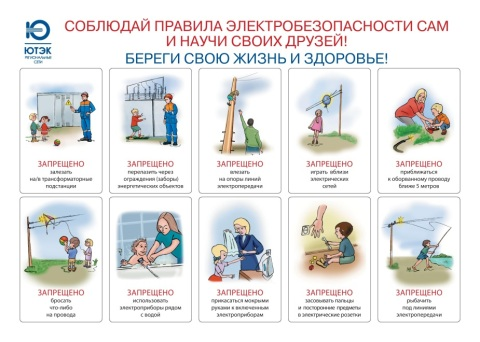 СОБЛЮДАЙ ПРАВИЛА ЭЛЕКТРОБЕЗОПАСНОСТИ САМ
И НАУЧИ СВОИХ ДРУЗЕЙ!
БЕРЕГИ СВОЮ ЖИЗНЬ И ЗДОРОВЬЕ!
ЮТЭК
РЕГИОНАЛЬНЫЕ
СЕТИ
ЗАПРЕЩЕНО
залезать
на/в трансформаторные
подстанция
ЗАПРЕЩЕНО
перелезать через
ограждения (заборы)
энергетических объектов
ЗАПРЕЩЕНО
влезать
на опоры линий
электропередачи
ЗАПРЕЩЕНО
играть вблизи
электрических
сетей
ЗАПРЕЩЕНО
приближаться
к оборванному проводу
ближе 5 метров
ЗАПРЕЩЕНО
бросать
что-либо
на провода
ЗАПРЕЩЕНО
использовать
электроприборы рядом
с водой
ЗАПРЕЩЕНО
прикасаться мокрыми
руками к включенным
электроприборам
ЗАПРЕЩЕНО
засовывать пальцы
и посторонние предметы
в электрические розетки
ЗАПРЕЩЕНО
рыбачить
под линиями
электропередачи